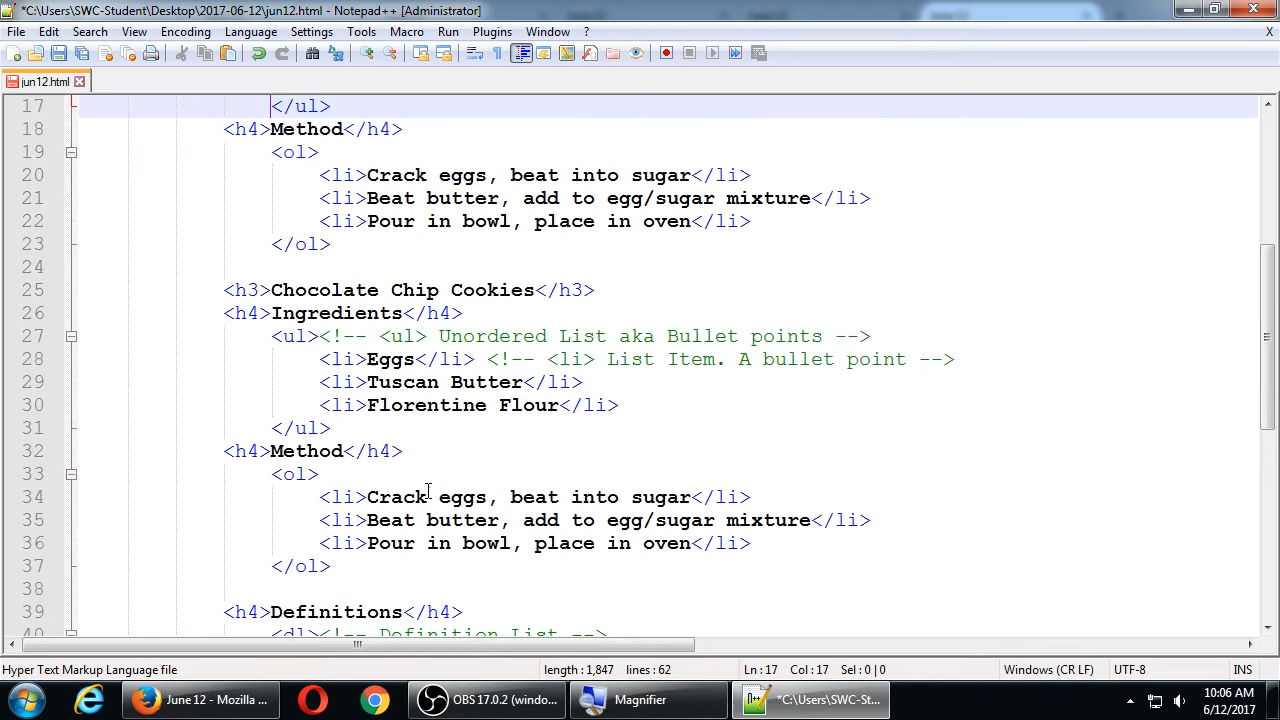 *C:\Users\SWC-Student\Desktop\2017-06-12\jun12.html - Notepad++ [Administrator]
File Edit Search View Encoding Language Settings Tools Macro Run Plugins Window ? X
jun12.html
17 </ul>
18 <h4>Method</h4>
19 <ol>
20 <li>Crack eggs, beat into sugar</li>
21 <li>Beat butter, add to egg/sugar mixture</li>
22 <li>Pour in bowl, place in oven</li>
23 </ol>
24
25 <h3>Chocolate Chip Cookies</h3>
26 <h4>Ingredients</h4>
27 <ul><!-- <ul> Unordered List aka Bullet points -->
28 <li>Eggs</li> <!-- <li> List Item. A bullet point -->
29 <li>Tuscan Butter</li>
30 <li>Florentine Flour</li>
31 </ul>
32 <h4>Method</h4>
33 <ol>
34 <li>Crack eggs, beat into sugar</li>
35 <li>Beat butter, add to egg/sugar mixture</li>
36 <li>Pour in bowl, place in oven</li>
37 </ol>
38
39 <h4>Definitions</h4>
40 <dl><!-- Definition List -->
Hyper Text Markup Language file length : 1,847 lines : 62 Ln : 17 Col : 17 Sel : 0 | 0 Windows (CR LF) UTF-8 INS
June 12 - Mozilla ... OBS 17.0.2 (windo... Magnifier *C:\Users\SWC-St... 10:06 AM
6/12/2017